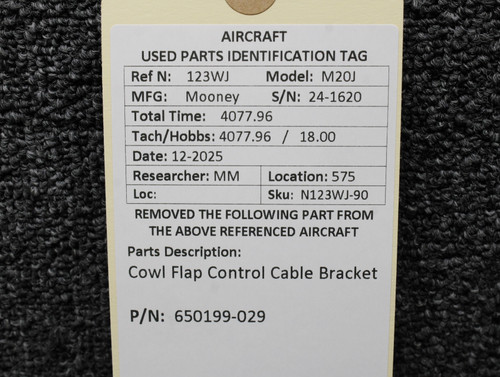 AIRCRAFT
USED PARTS IDENTIFICATION TAG
Ref N: 123WJ Model: M20J
MFG: Mooney S/N: 24-1620
Total Time: 4077.96
Tach/Hobbs: 4077.96 / 18.00
Date: 12-2025
Researcher: MM Location: 575
Loc: Sku: N123WJ-90
REMOVED THE FOLLOWING PART FROM
THE ABOVE REFERENCED AIRCRAFT
Parts Description:
Cowl Flap Control Cable Bracket
P/N: 650199-029